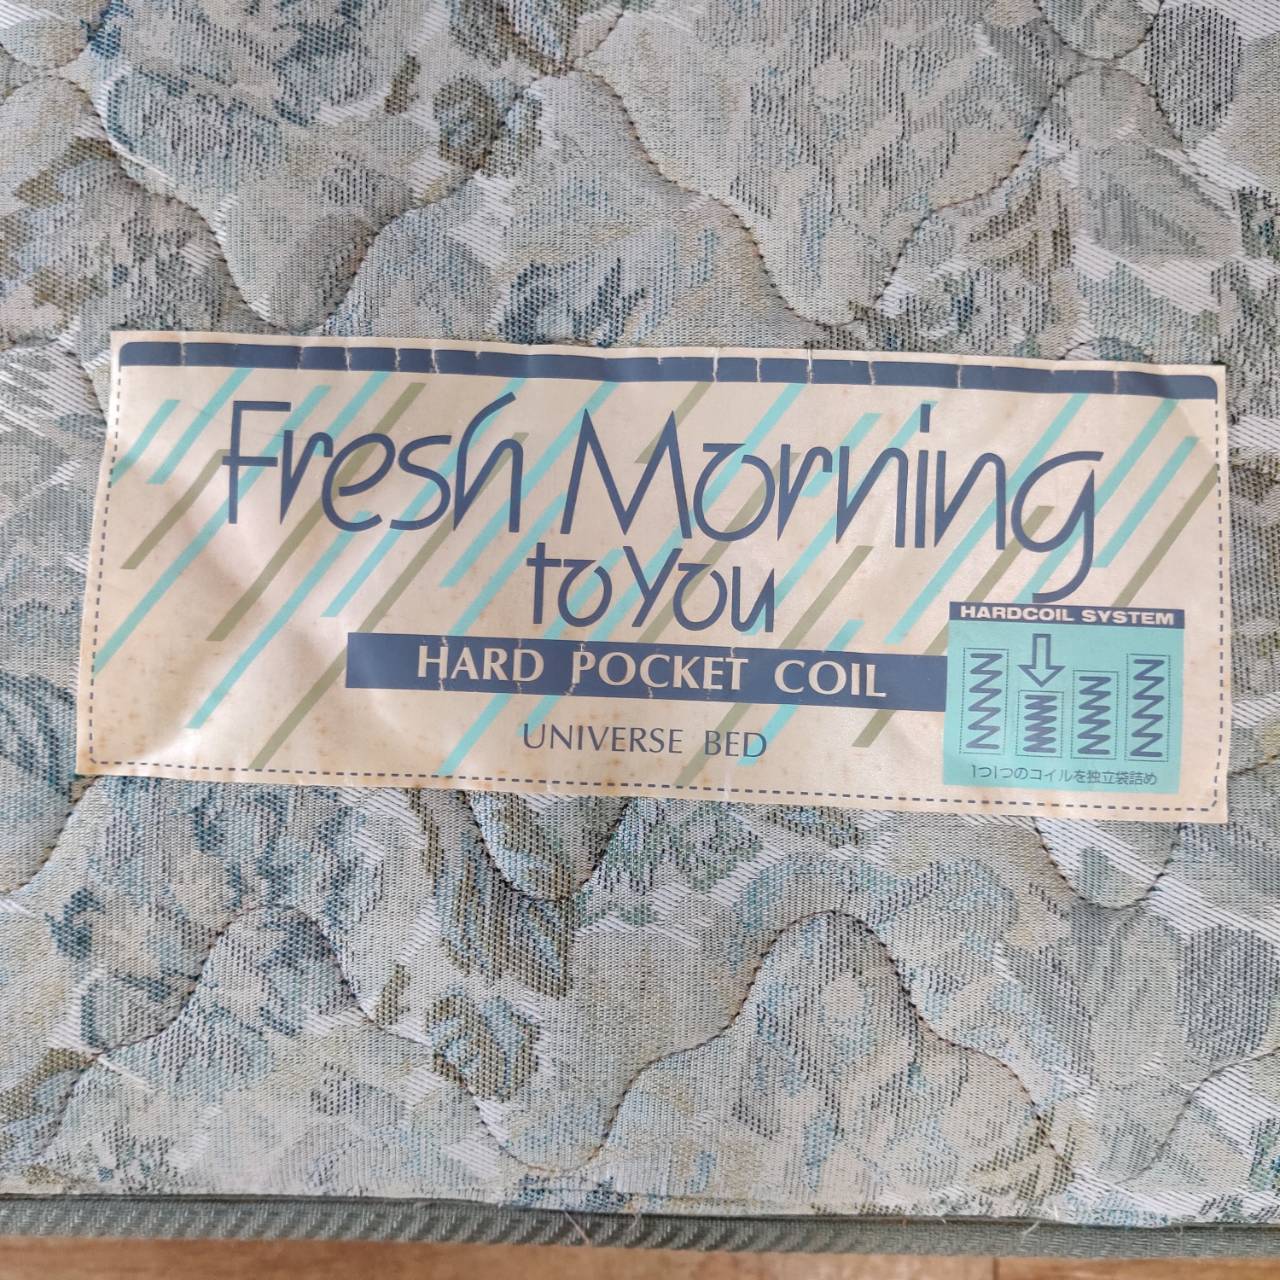 Fresh Morning
to You
HARD POCKET COIL
UNIVERSE BED
HARDCOIL SYSTEM
1つ1つのコイルを独立袋詰め